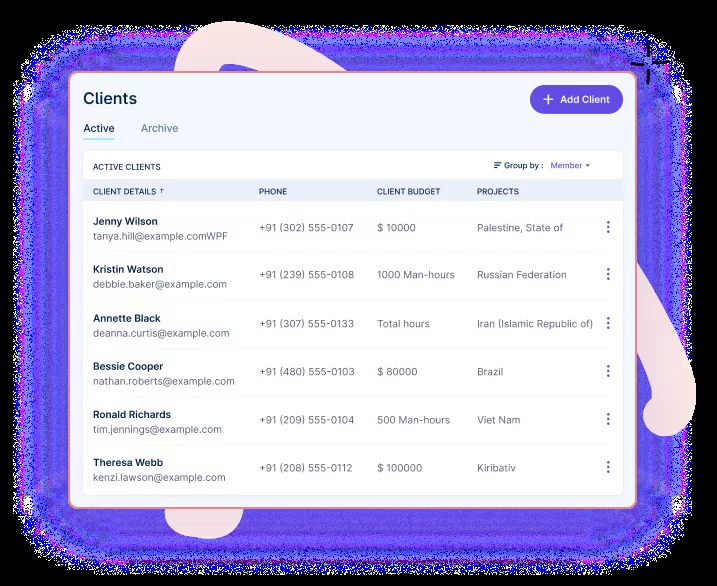 Clients
+ Add Client
Active Archive
ACTIVE CLIENTS Group by : Member
CLIENT DETAILS ↑ PHONE CLIENT BUDGET PROJECTS
Jenny Wilson
tanya.hill@example.comWPF +91 (302) 555-0107 $ 10000 Palestine, State of
Kristin Watson
debbie.baker@example.com +91 (239) 555-0108 1000 Man-hours Russian Federation
Annette Black
deanna.curtis@example.com +91 (307) 555-0133 Total hours Iran (Islamic Republic of)
Bessie Cooper
nathan.roberts@example.com +91 (480) 555-0103 $ 80000 Brazil
Ronald Richards
tim.jennings@example.com +91 (209) 555-0104 500 Man-hours Viet Nam
Theresa Webb
kenzi.lawson@example.com +91 (208) 555-0112 $ 100000 Kiribativ